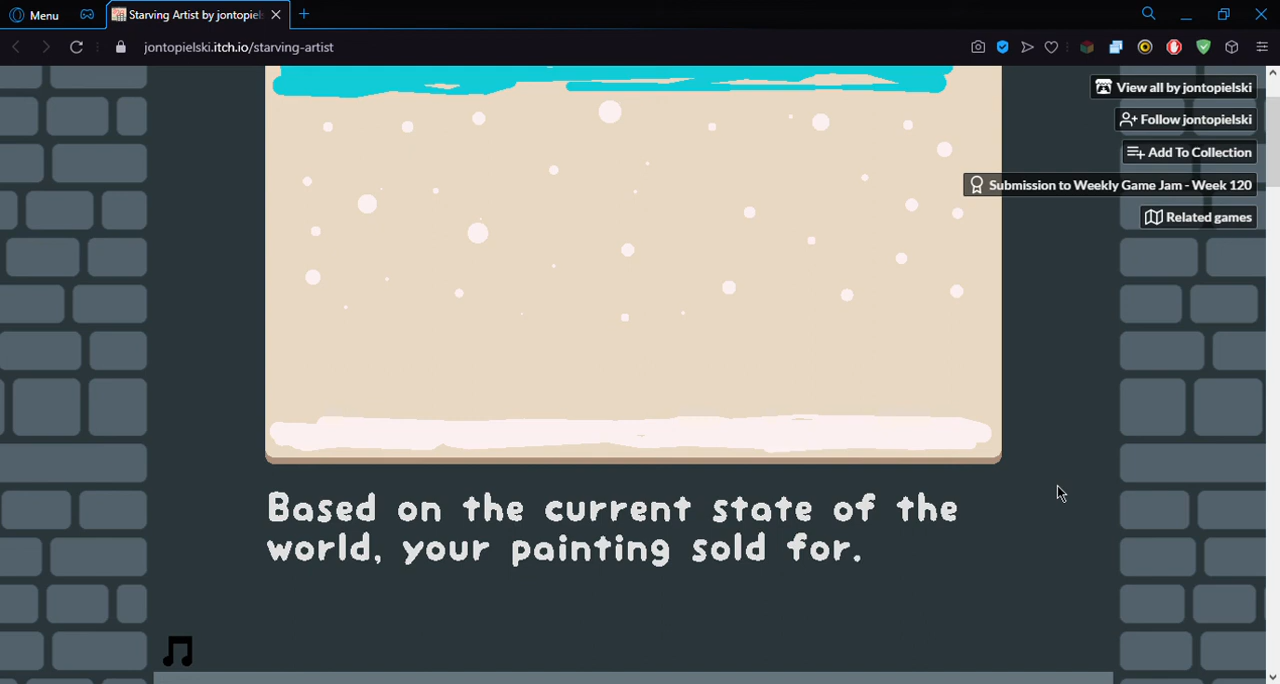 Menu
Starving Artist by jontopiels
jontopielski.itch.io/starving-artist
View all by jontopielski
Follow jontopielski
Add To Collection
Submission to Weekly Game Jam - Week 120
Related games
Based on the current state of the
world, your painting sold for.